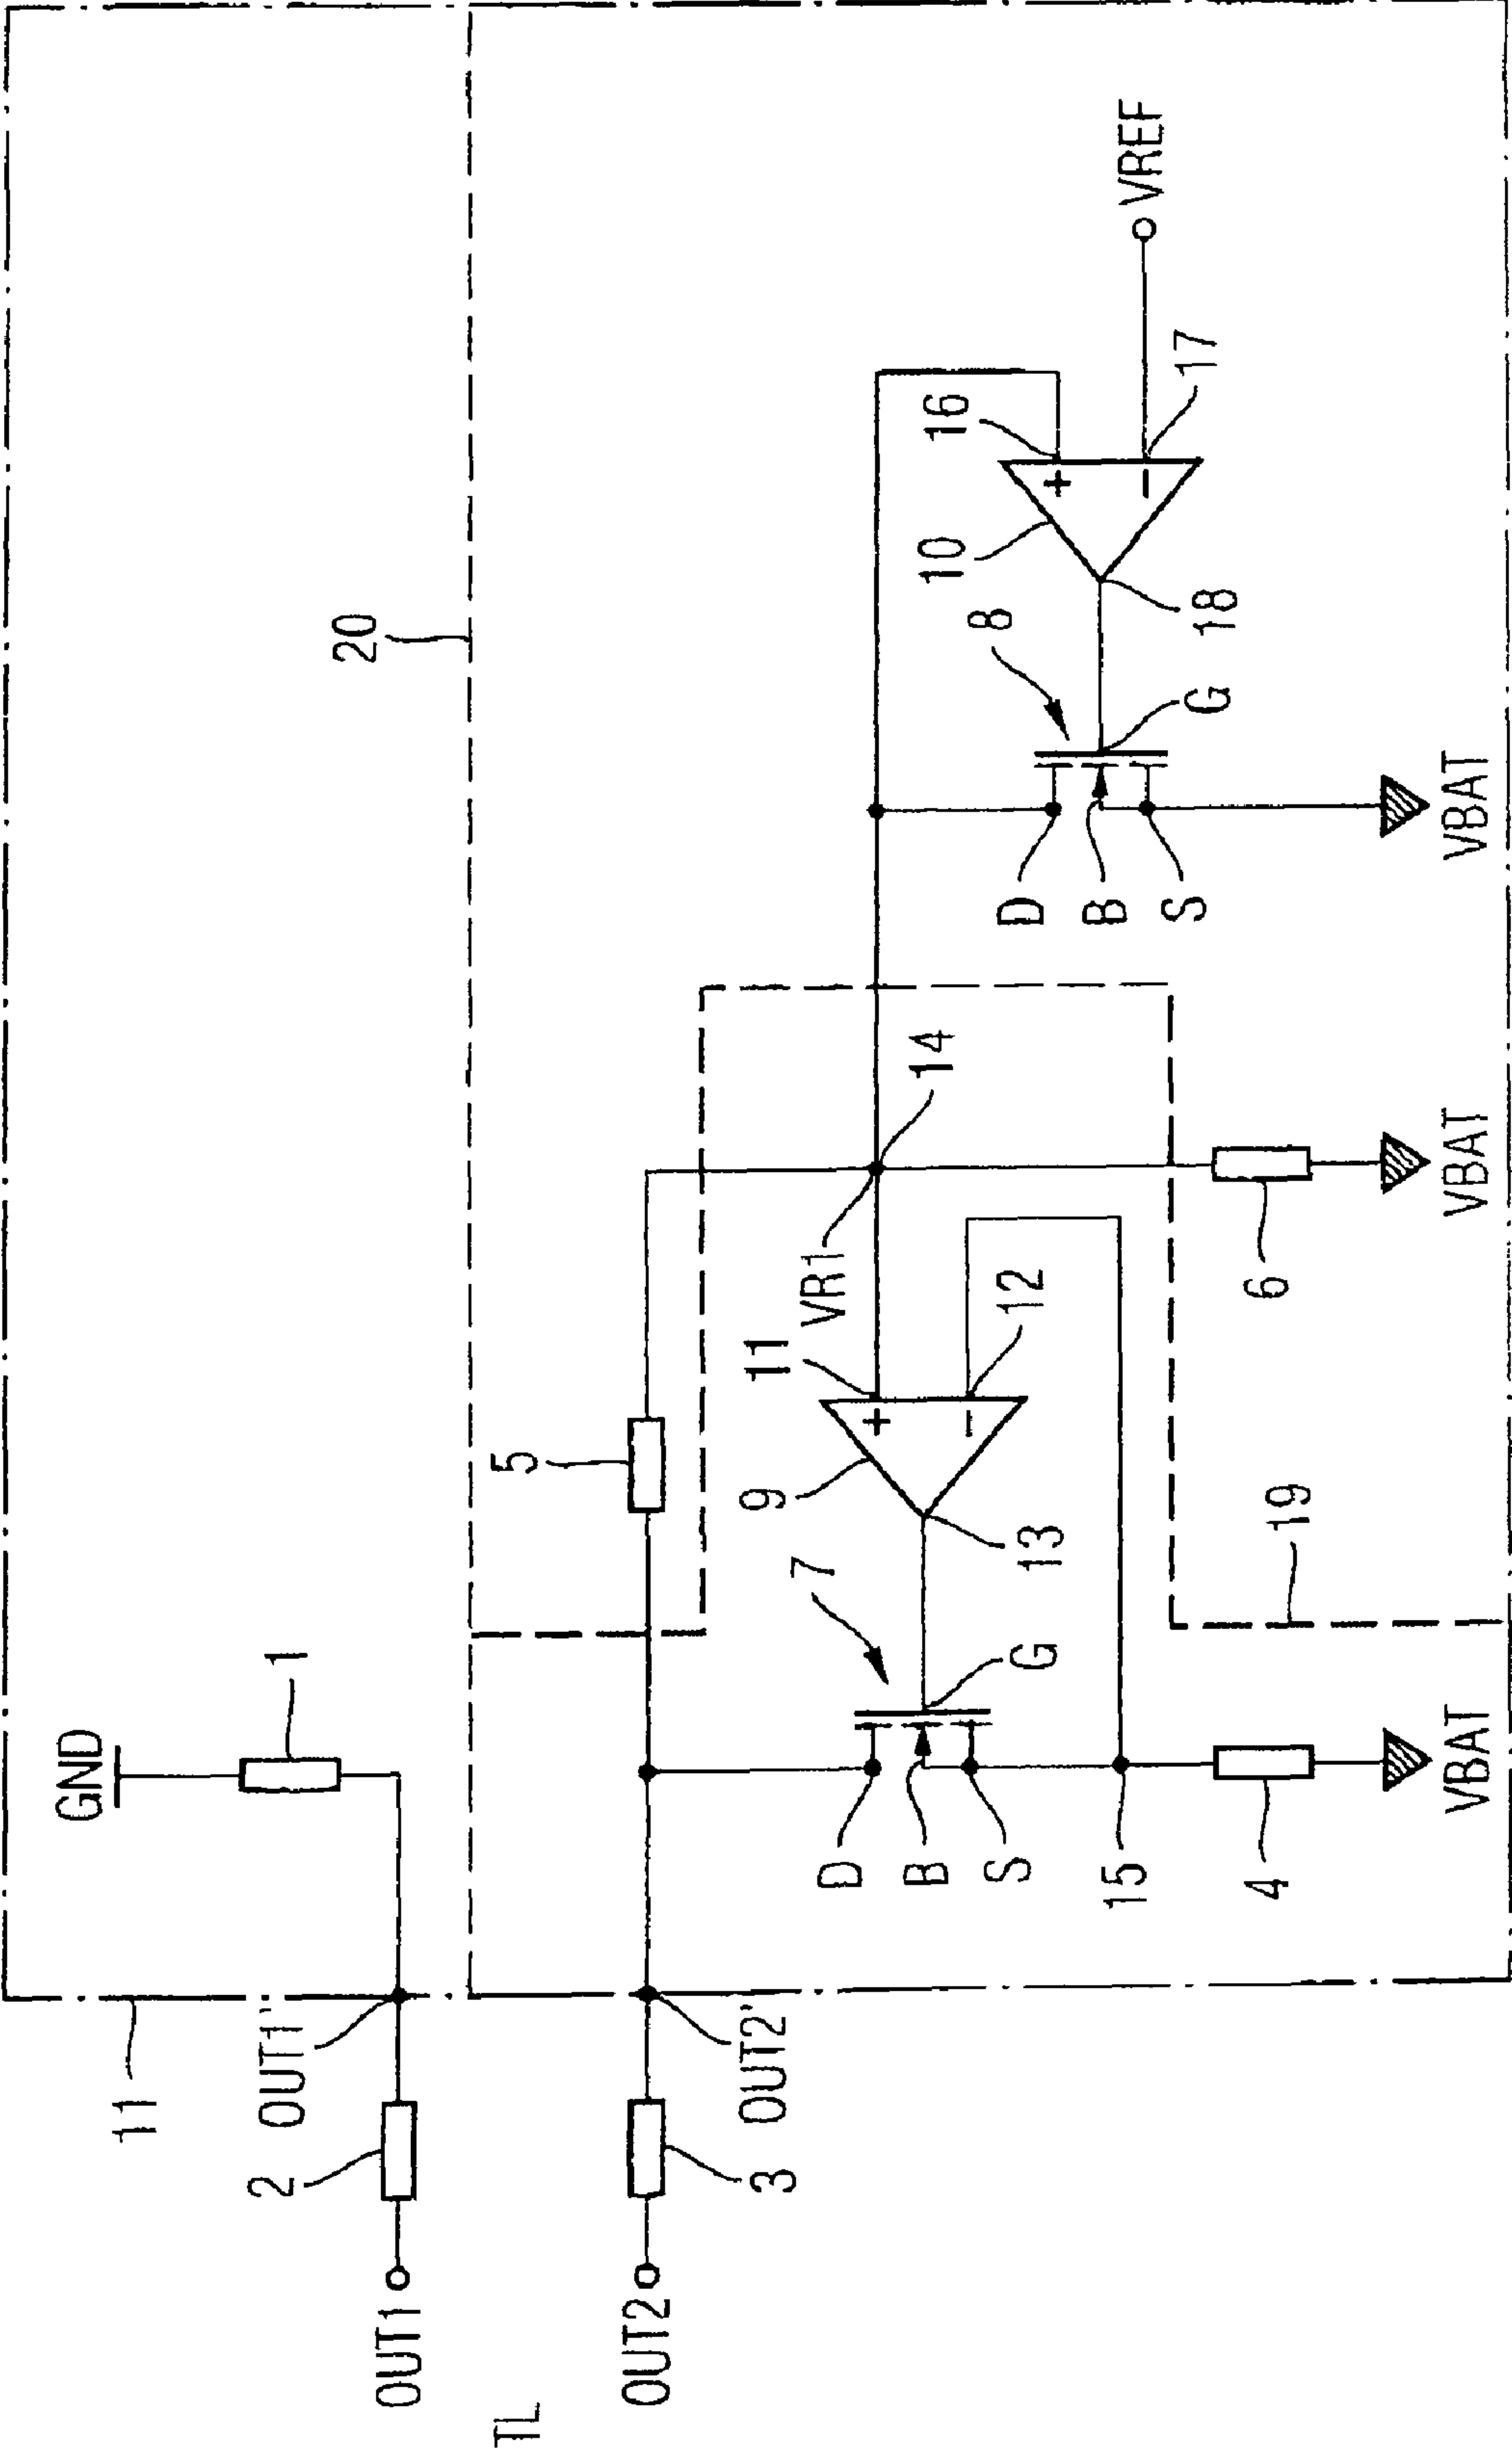 GND
1
11
OUT1'
2
OUT1
TL
20
5
OUT2'
3
OUT2
VR1
14
11
9
12
13
7
G
D
B
S
15
4
VBAT
19
6
VBAT
16
10
17
VREF
18
8
G
D
B
S
VBAT
+
−
+
−